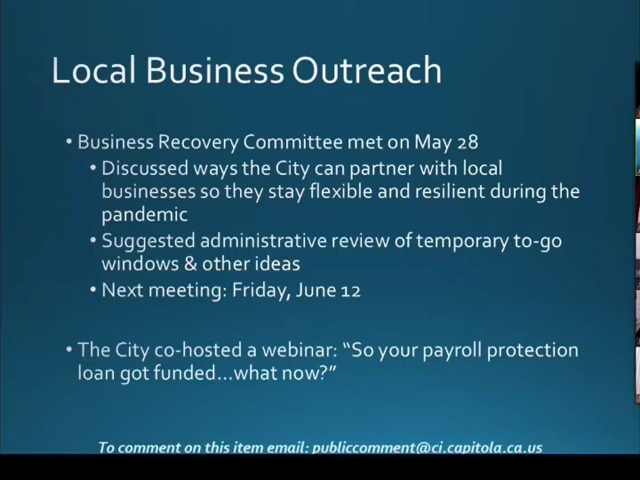 Local Business Outreach
• Business Recovery Committee met on May 28
• Discussed ways the City can partner with local
businesses so they stay flexible and resilient during the
pandemic
• Suggested administrative review of temporary to-go
windows & other ideas
• Next meeting: Friday, June 12
• The City co-hosted a webinar: “So your payroll protection
loan got funded...what now?”
To comment on this item email: publiccomment@ci.capitola.ca.us